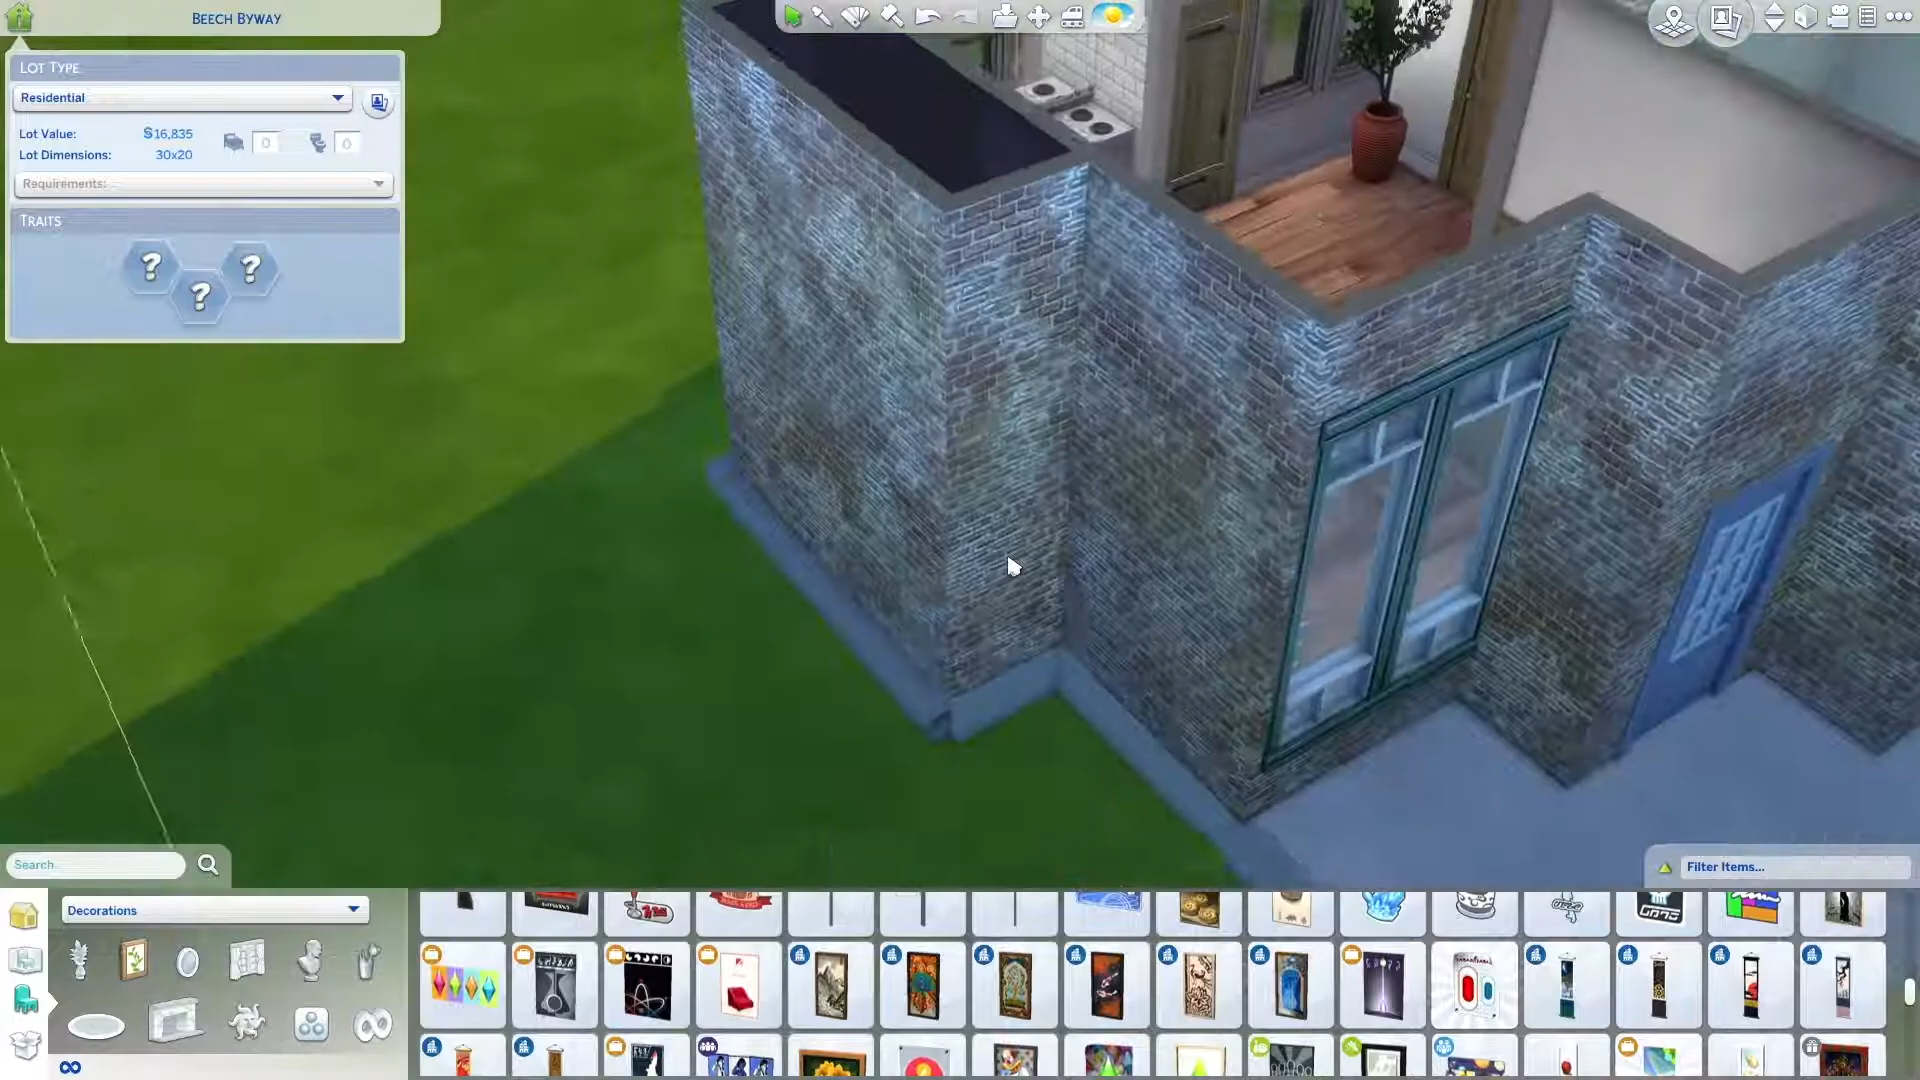 BEECH BYWAY
LOT TYPE
Residential
Lot Value: §16,835
0 0
Lot Dimensions: 30x20
Requirements:
TRAITS
? ? ?
Search...
Filter Items...
Decorations